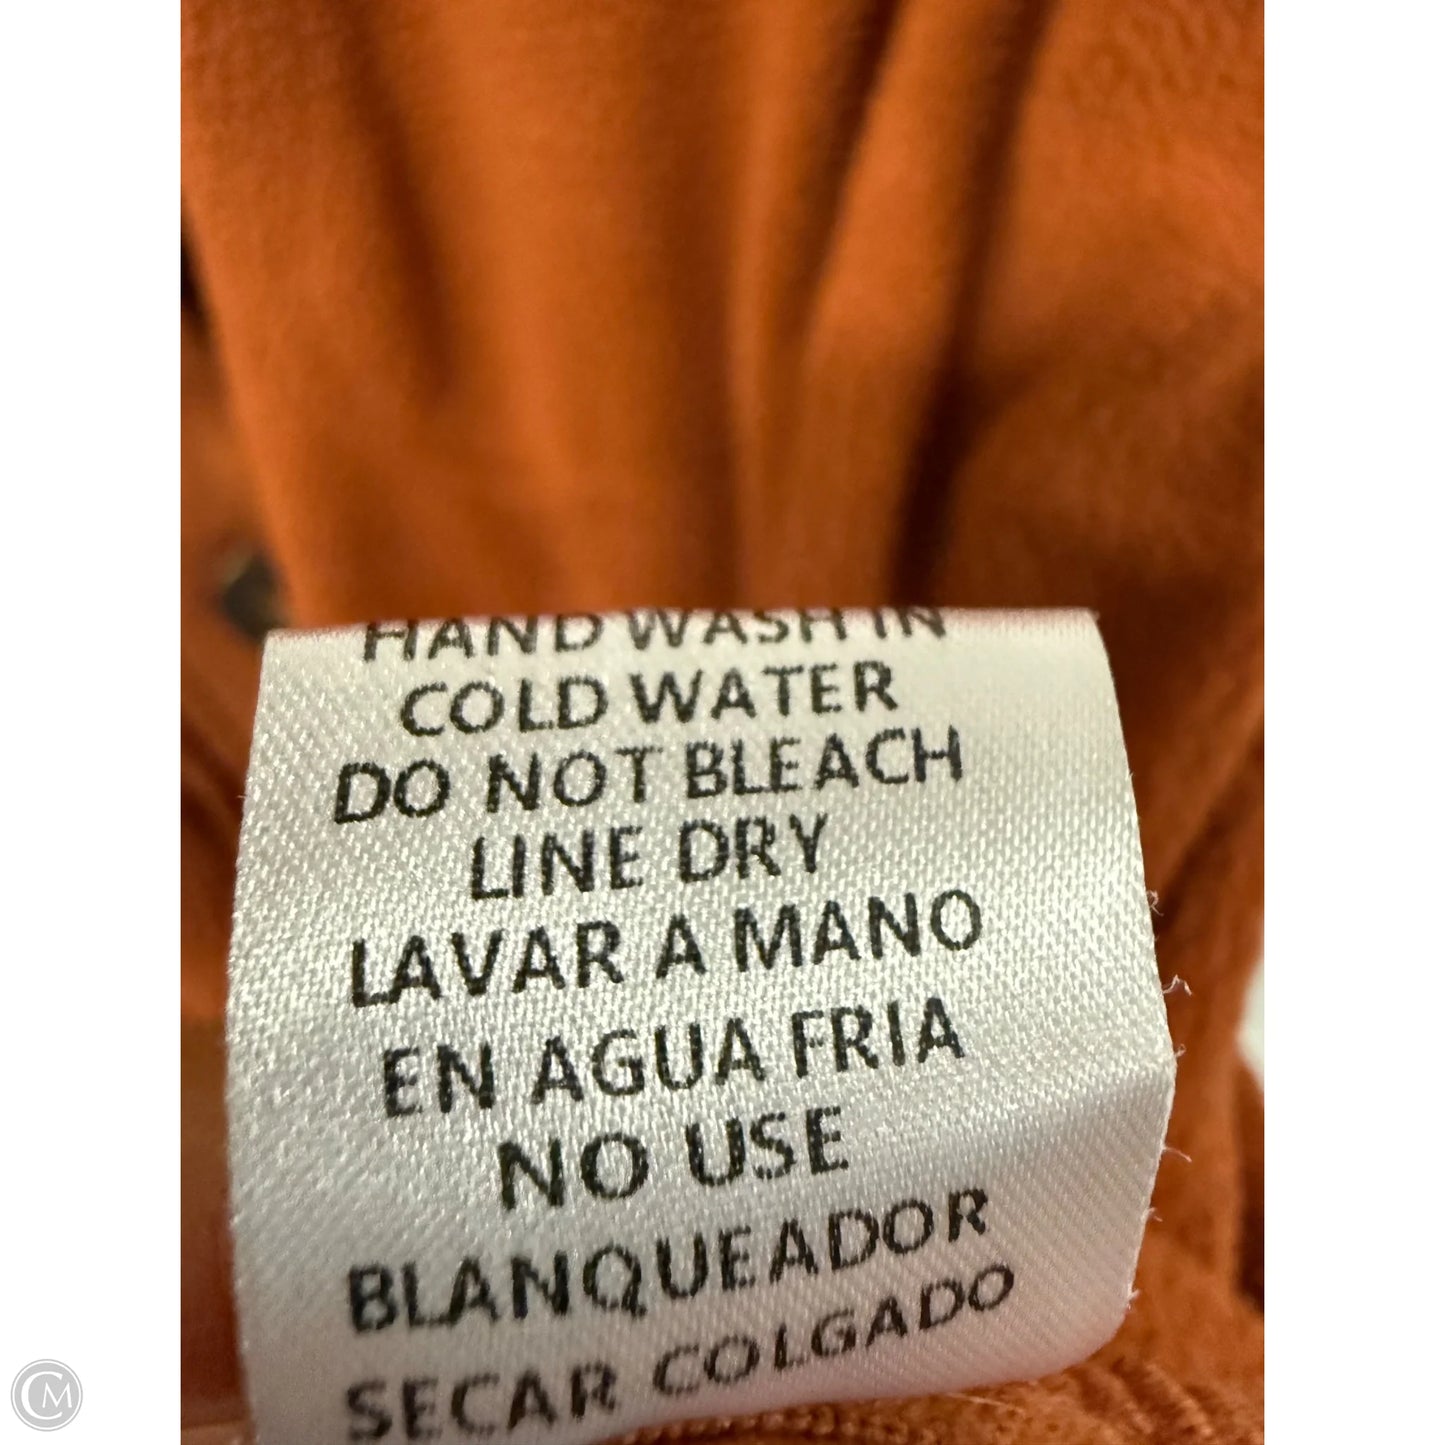 HAND WASH IN
COLD WATER
DO NOT BLEACH
LINE DRY
LAVAR A MANO
EN AGUA FRIA
NO USE
BLANQUEADOR
SECAR COLGADO
CM